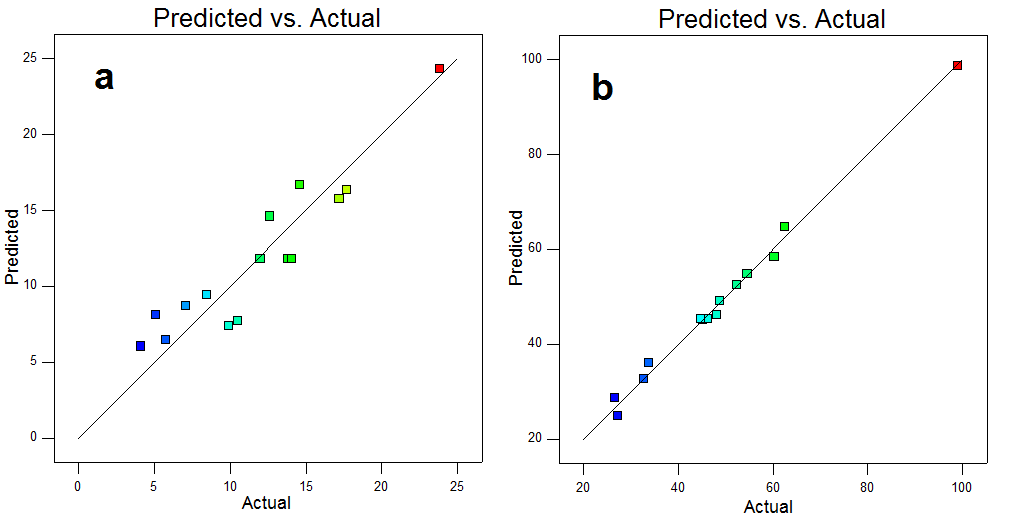 Predicted vs. Actual
a
Predicted
25
20
15
10
5
0
0 5 10 15 20 25
Actual
Predicted vs. Actual
b
Predicted
100
80
60
40
20
20 40 60 80 100
Actual